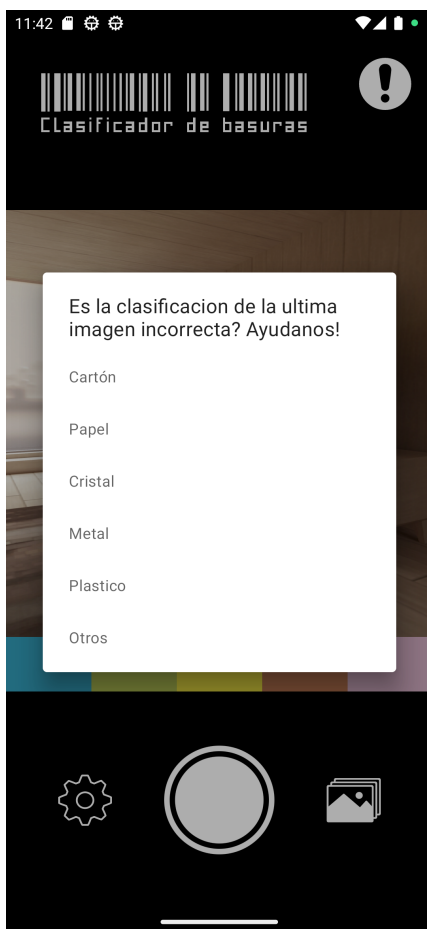 11:42
Clasificador de basuras
Es la clasificacion de la ultima
imagen incorrecta? Ayudanos!
Cartón
Papel
Cristal
Metal
Plastico
Otros